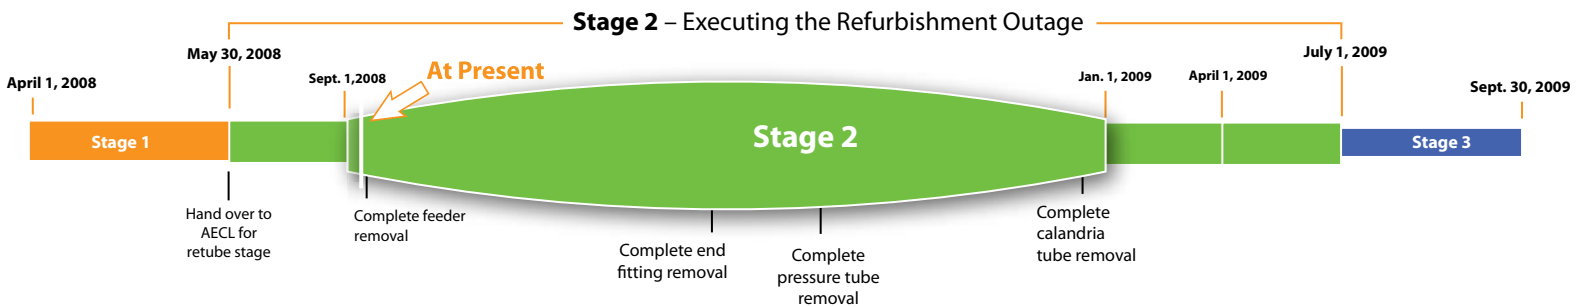 Stage 2 – Executing the Refurbishment Outage
April 1, 2008
May 30, 2008
Sept. 1,2008
At Present
Jan. 1, 2009
April 1, 2009
July 1, 2009
Sept. 30, 2009
Stage 1
Stage 2
Stage 3
Hand over to
AECL for
retube stage
Complete feeder
removal
Complete end
fitting removal
Complete
pressure tube
removal
Complete
calandria
tube removal